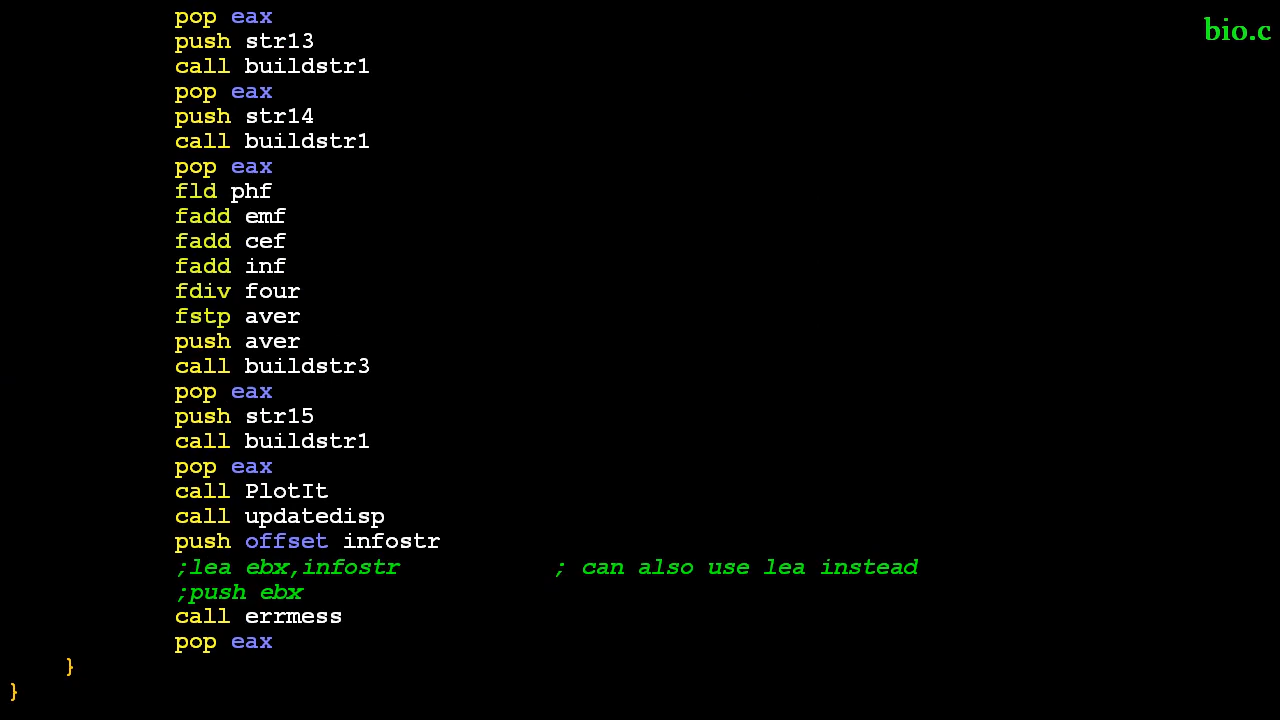 pop eax
bio.c
push str13
call buildstr1
pop eax
push str14
call buildstr1
pop eax
fld phf
fadd emf
fadd cef
fadd inf
fdiv four
fstp aver
push aver
call buildstr3
pop eax
push str15
call buildstr1
pop eax
call PlotIt
call updatedisp
push offset infostr
;lea ebx,infostr ; can also use lea instead
;push ebx
call errmess
pop eax
}
}